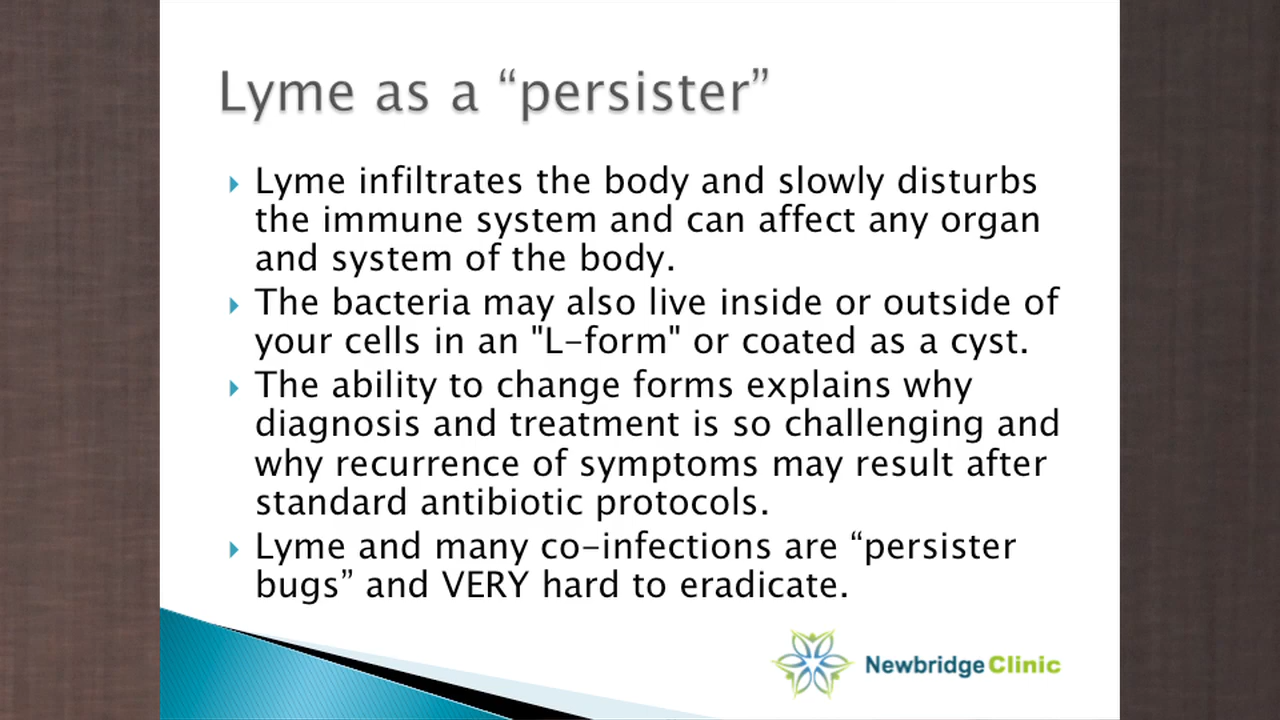 Lyme as a “persister”
Lyme infiltrates the body and slowly disturbs
the immune system and can affect any organ
and system of the body.
The bacteria may also live inside or outside of
your cells in an "L-form" or coated as a cyst.
The ability to change forms explains why
diagnosis and treatment is so challenging and
why recurrence of symptoms may result after
standard antibiotic protocols.
Lyme and many co-infections are “persister
bugs” and VERY hard to eradicate.
Newbridge Clinic